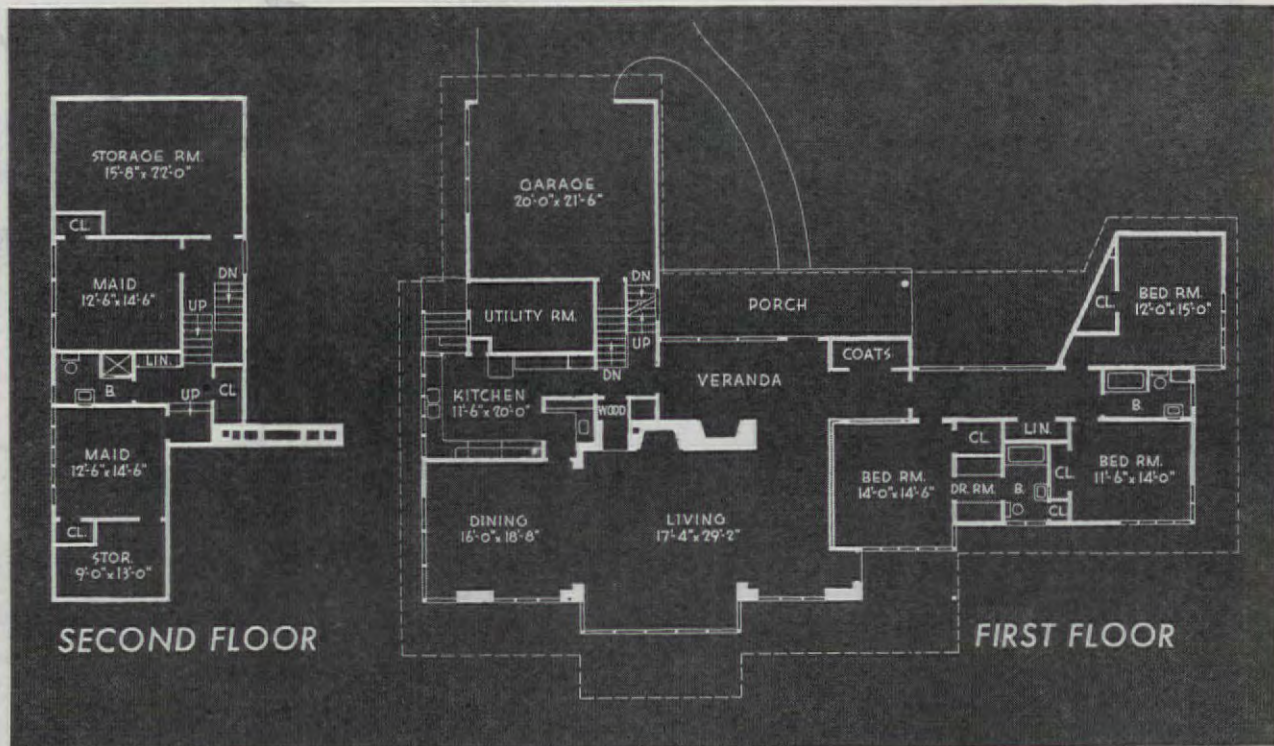 STORAGE RM.
15'-8" x 22'-0"
CL.
MAID
12'-6" x 14'-6"
DN
UP
LIN.
B.
UP
CL
MAID
12'-6" x 14'-6"
CL.
STOR.
9'-0" x 13'-0"
SECOND FLOOR
GARAGE
20'-0" x 21'-6"
DN
UP
UTILITY RM.
PORCH
DN
KITCHEN
11'-6" x 20'-0"
WOOD
VERANDA
COATS
CL.
BED RM.
12'-0" x 15'-0"
B.
LIN.
CL.
BED RM.
14'-0" x 14'-6"
DR. RM.
B.
CL.
CL.
BED RM.
11'-6" x 14'-0"
DINING
16'-0" x 18'-8"
LIVING
17'-4" x 29'-2"
FIRST FLOOR